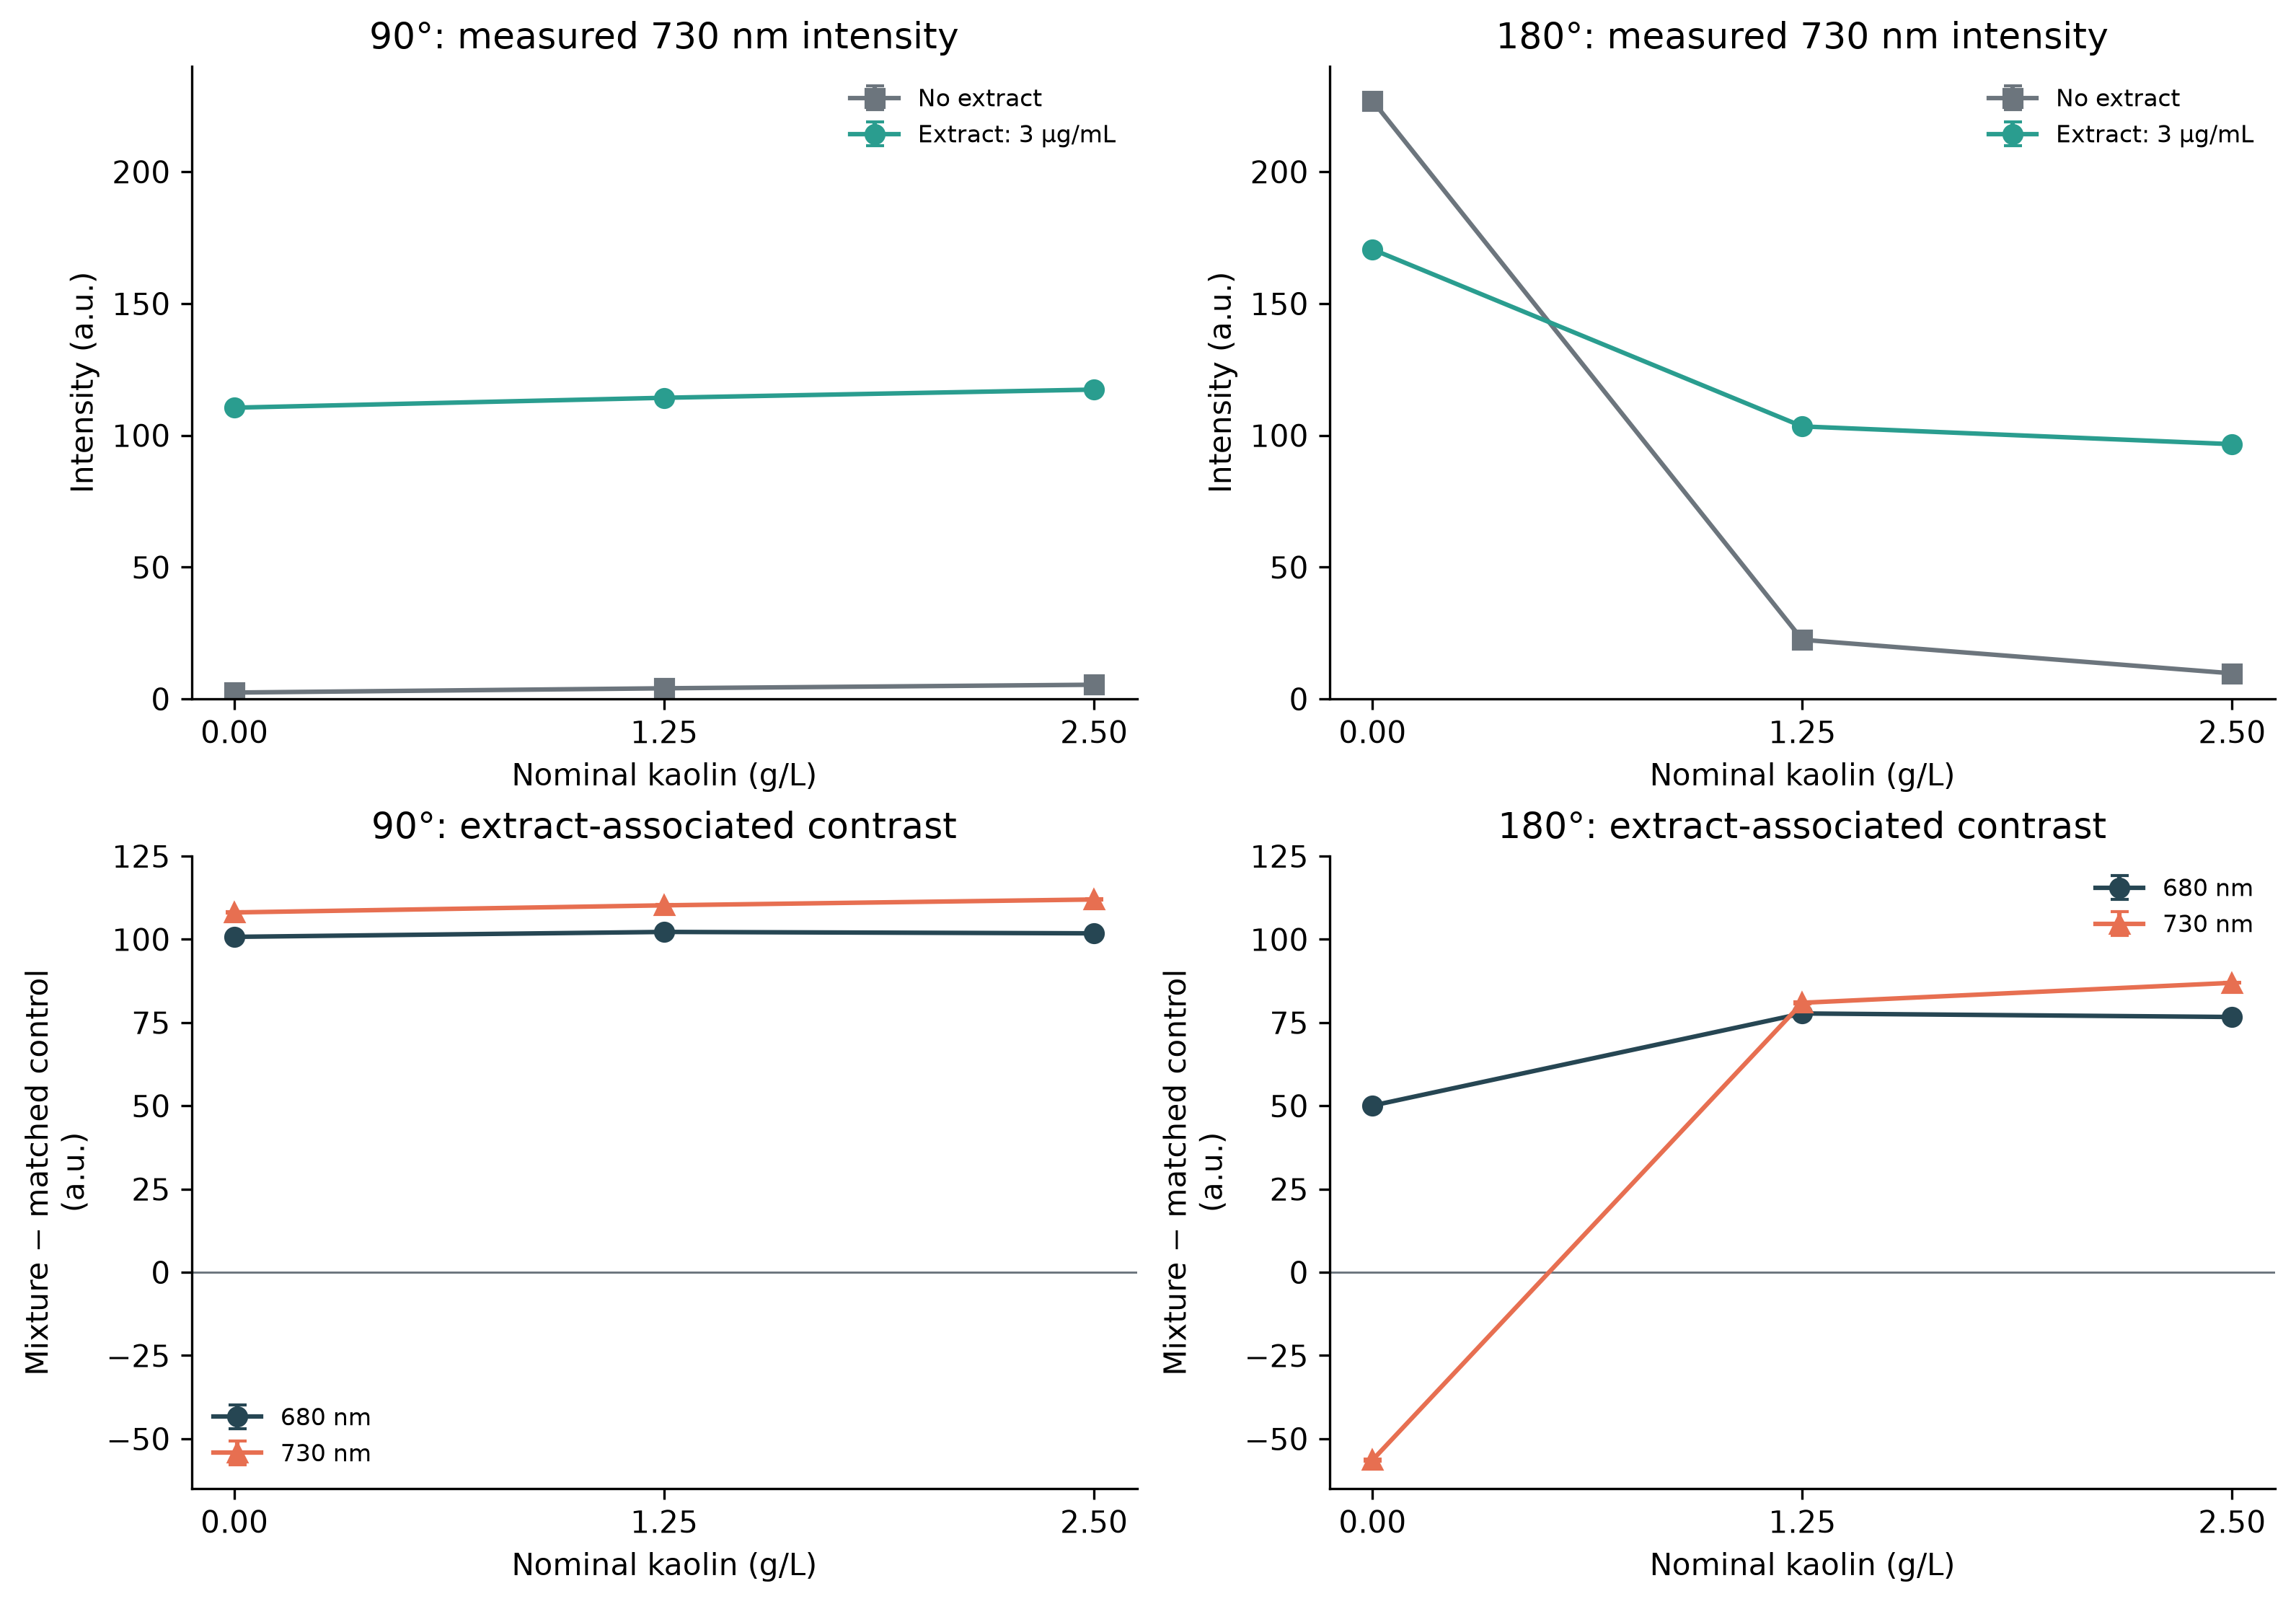 90°: measured 730 nm intensity
Intensity (a.u.)
200
150
100
50
0
0.00
1.25
2.50
Nominal kaolin (g/L)
No extract
Extract: 3 µg/mL
180°: measured 730 nm intensity
Intensity (a.u.)
200
150
100
50
0
0.00
1.25
2.50
Nominal kaolin (g/L)
No extract
Extract: 3 µg/mL
90°: extract-associated contrast
Mixture − matched control
(a.u.)
125
100
75
50
25
0
−25
−50
0.00
1.25
2.50
Nominal kaolin (g/L)
680 nm
730 nm
180°: extract-associated contrast
Mixture − matched control
(a.u.)
125
100
75
50
25
0
−25
−50
0.00
1.25
2.50
Nominal kaolin (g/L)
680 nm
730 nm